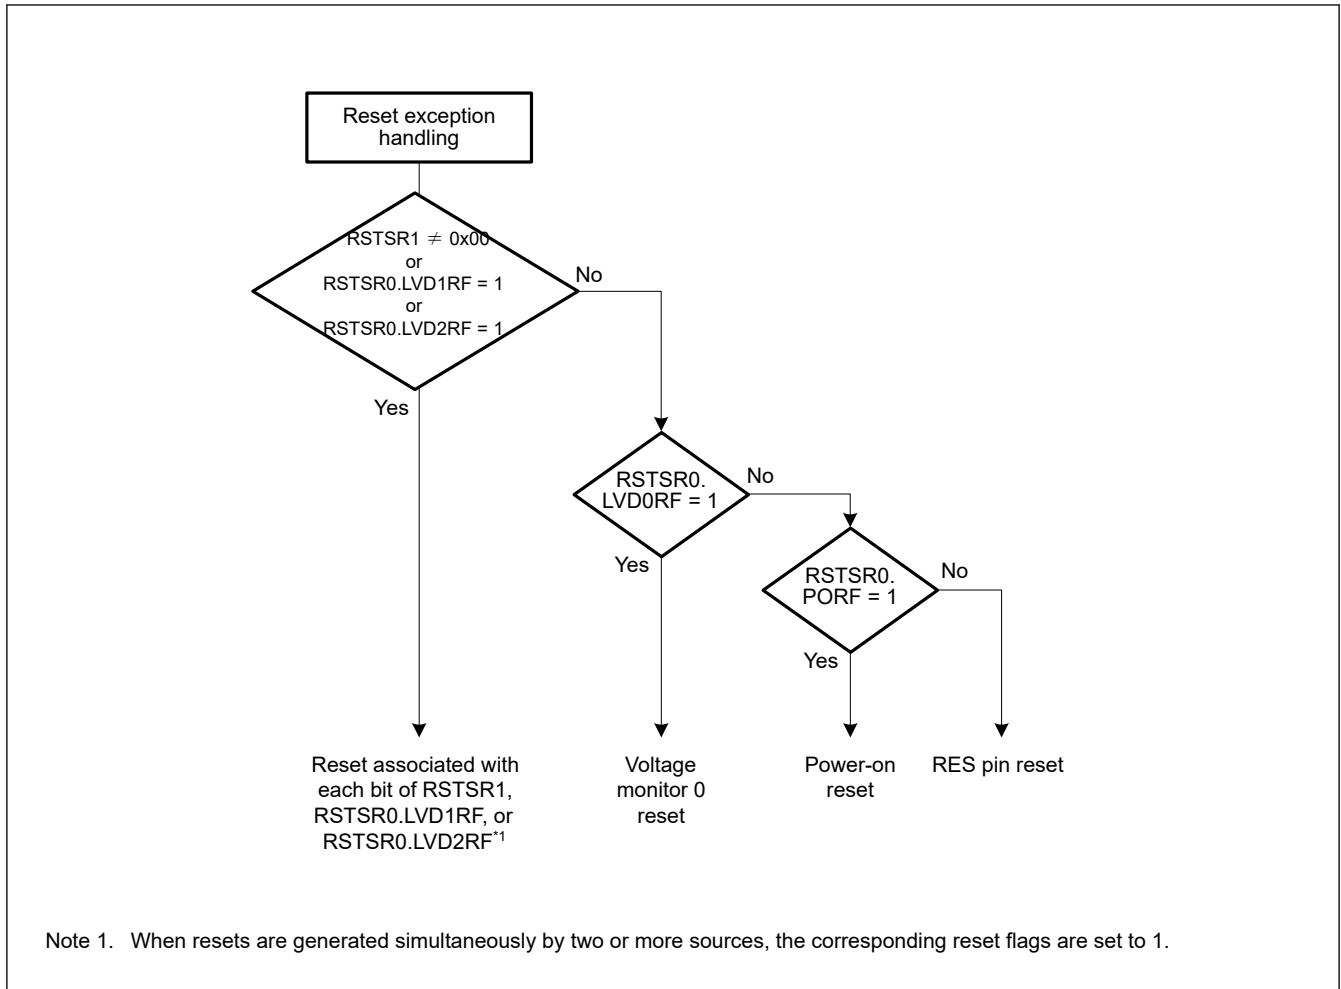 Reset exception
handling
RSTSR1 ≠ 0x00
or
RSTSR0.LVD1RF = 1
or
RSTSR0.LVD2RF = 1
No
Yes
RSTSR0.
LVD0RF = 1
No
Yes
RSTSR0.
PORF = 1
No
Yes
Reset associated with
each bit of RSTSR1,
RSTSR0.LVD1RF, or
RSTSR0.LVD2RF*1
Voltage
monitor 0
reset
Power-on
reset
RES pin reset
Note 1. When resets are generated simultaneously by two or more sources, the corresponding reset flags are set to 1.